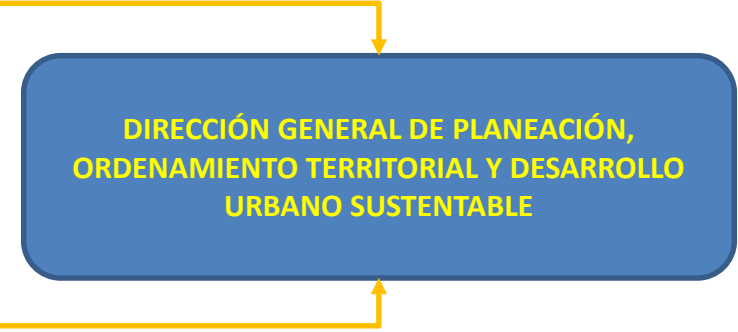 DIRECCIÓN GENERAL DE PLANEACIÓN,
ORDENAMIENTO TERRITORIAL Y DESARROLLO
URBANO SUSTENTABLE